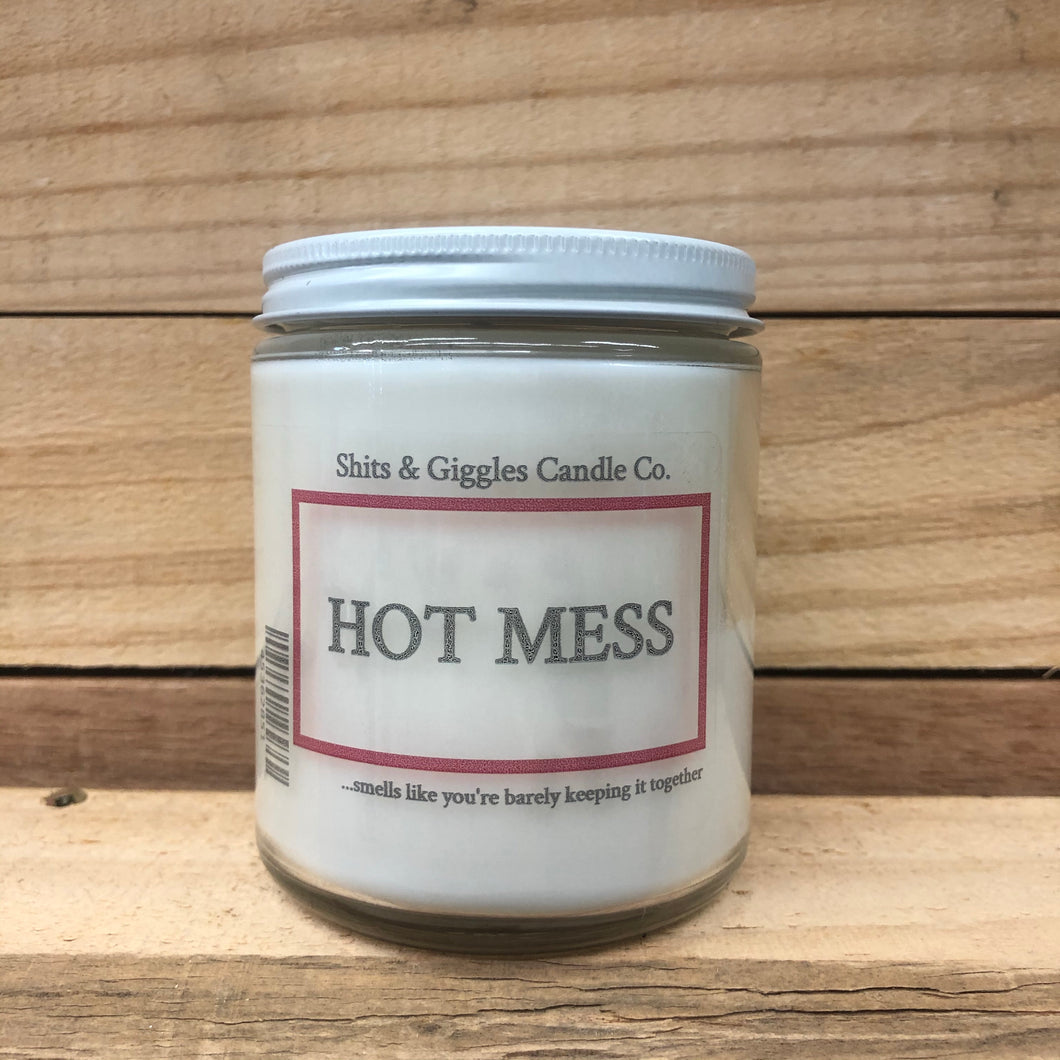 Shits & Giggles Candle Co.
HOT MESS
...smells like you're barely keeping it together